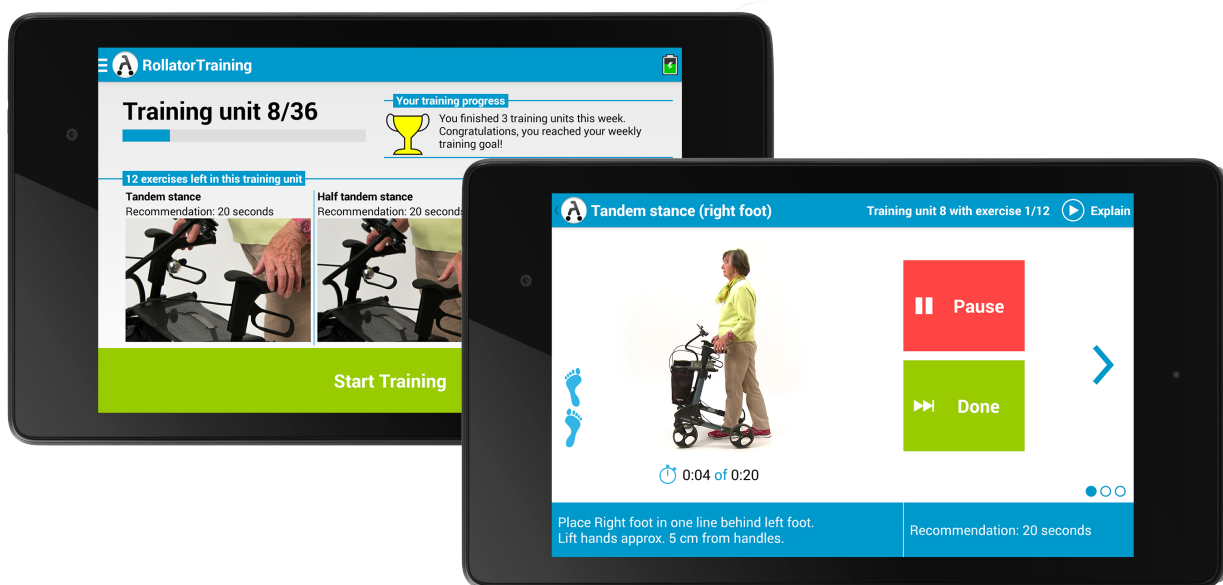 RollatorTraining
Training unit 8/36
Your training progress
You finished 3 training units this week.
Congratulations, you reached your weekly
training goal!
12 exercises left in this training unit
Tandem stance
Recommendation: 20 seconds
Half tandem stance
Recommendation: 20 second
Start Training
Tandem stance (right foot)
Training unit 8 with exercise 1/12
Explain
Pause
Done
0:04 of 0:20
Place Right foot in one line behind left foot.
Lift hands approx. 5 cm from handles.
Recommendation: 20 seconds